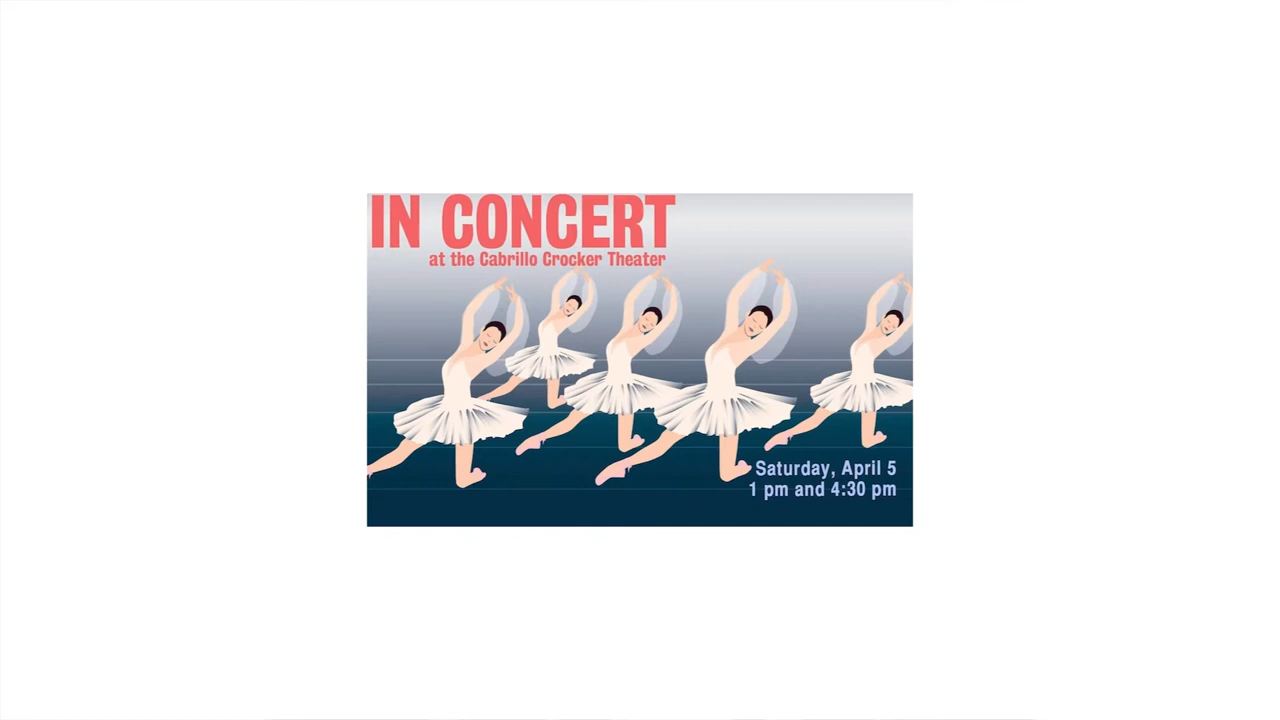 IN CONCERT
at the Cabrillo Crocker Theater
Saturday, April 5
1 pm and 4:30 pm